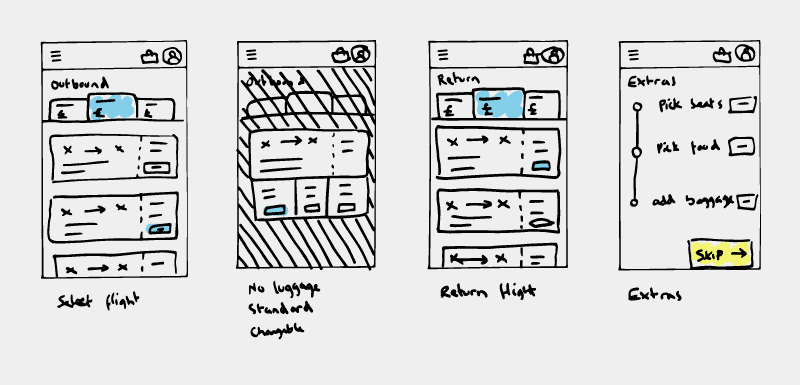 Outbound
£ £ £
Select flight
Outbound
No luggage
Standard
Changable
Return
£ £ £
Return flight
Extras
Pick seats
Pick food
add baggage
SKIP →
Extras